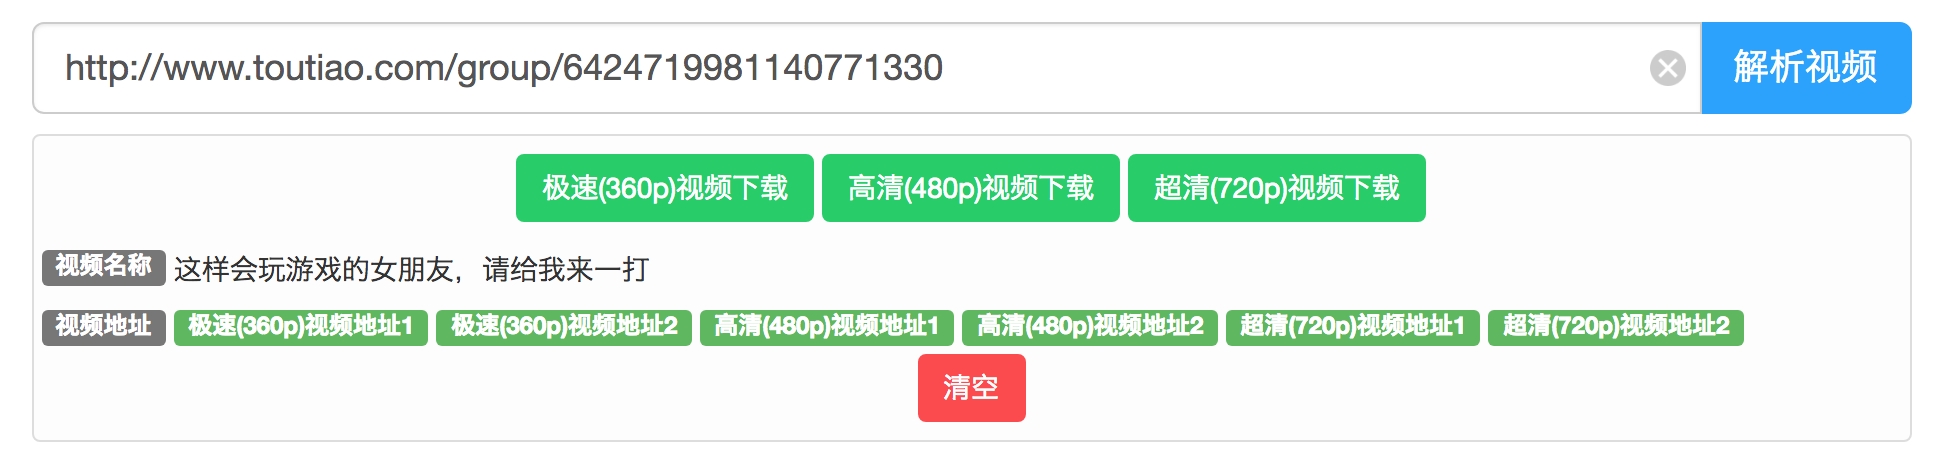 http://www.toutiao.com/group/6424719981140771330 解析视频
极速(360p)视频下载 高清(480p)视频下载 超清(720p)视频下载
视频名称 这样会玩游戏的女朋友，请给我来一打
视频地址 极速(360p)视频地址1 极速(360p)视频地址2 高清(480p)视频地址1 高清(480p)视频地址2 超清(720p)视频地址1 超清(720p)视频地址2
清空